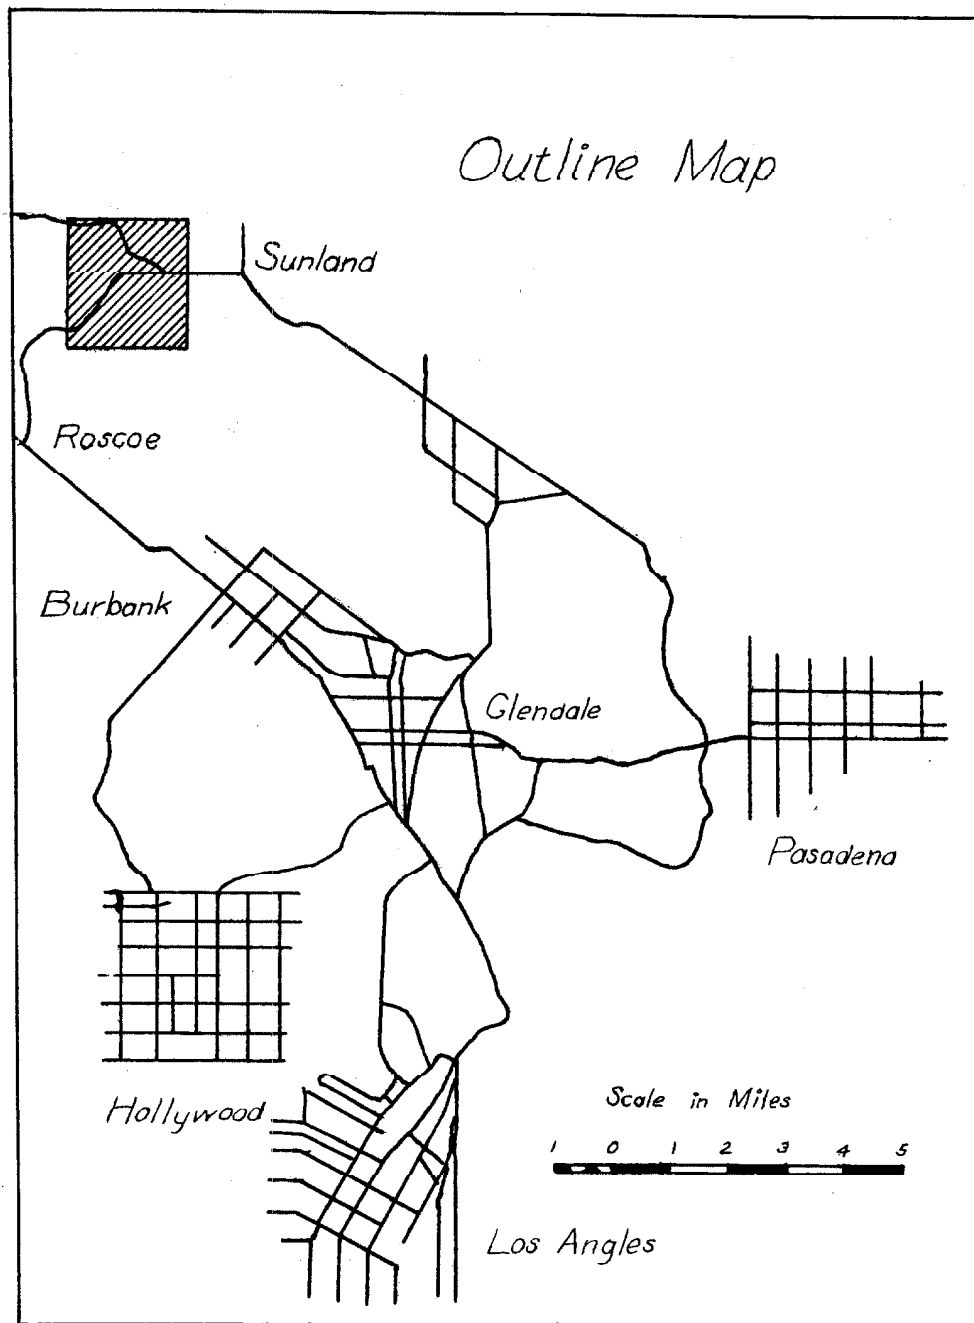 Outline Map
Sunland
Roscoe
Burbank
Glendale
Pasadena
Hollywood
Scale in Miles
1 0 1 2 3 4 5
Los Angles